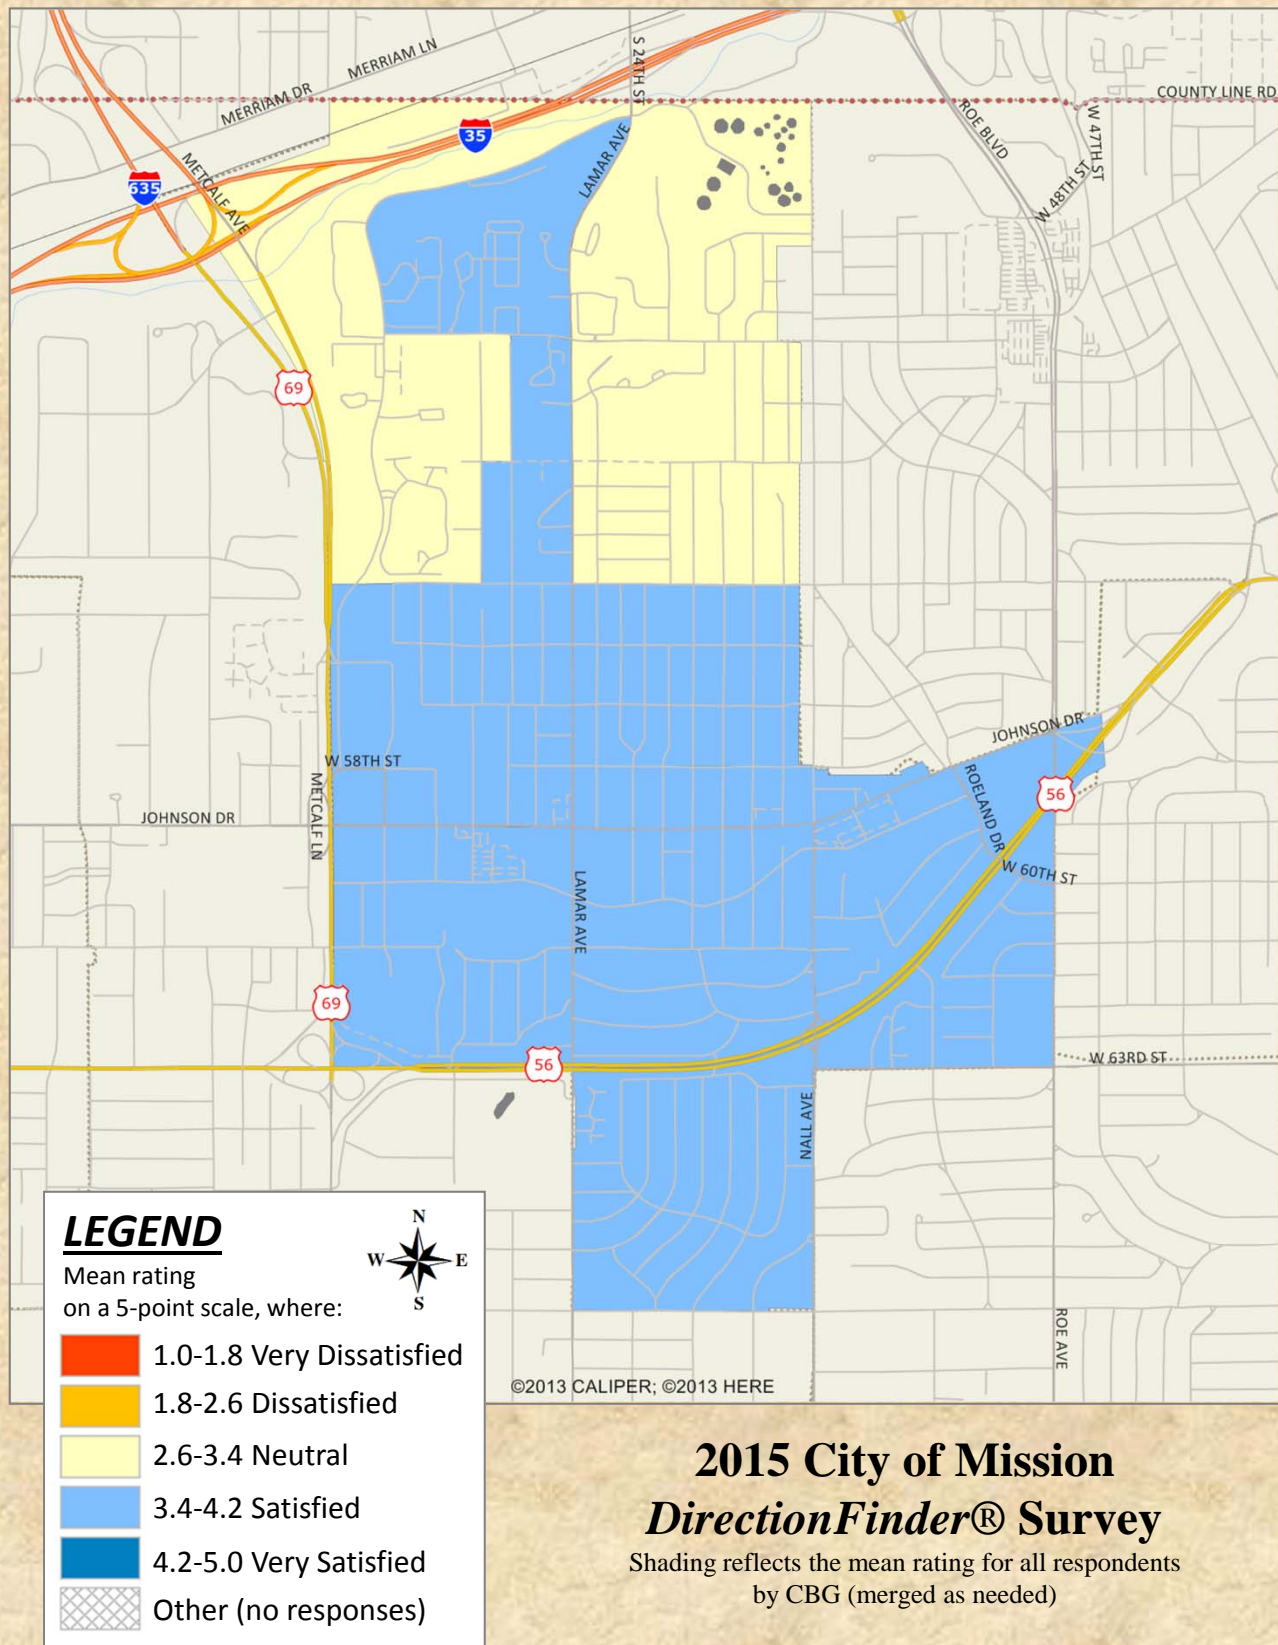 S 24TH ST
MERRIAM LN
MERRIAM DR
COUNTY LINE RD
35
ROE BLVD
W 47TH ST
LAMAR AVE
METCALF AVE
635
W 48TH ST
69
JOHNSON DR
W 58TH ST
METCALF LN
ROELAND DR
56
JOHNSON DR
W 60TH ST
LAMAR AVE
69
56
W 63RD ST
NALL AVE
ROE AVE
LEGEND
N
W E
S
Mean rating
on a 5-point scale, where:
1.0-1.8 Very Dissatisfied
1.8-2.6 Dissatisfied
2.6-3.4 Neutral
3.4-4.2 Satisfied
4.2-5.0 Very Satisfied
Other (no responses)
©2013 CALIPER; ©2013 HERE
2015 City of Mission
DirectionFinder® Survey
Shading reflects the mean rating for all respondents
by CBG (merged as needed)